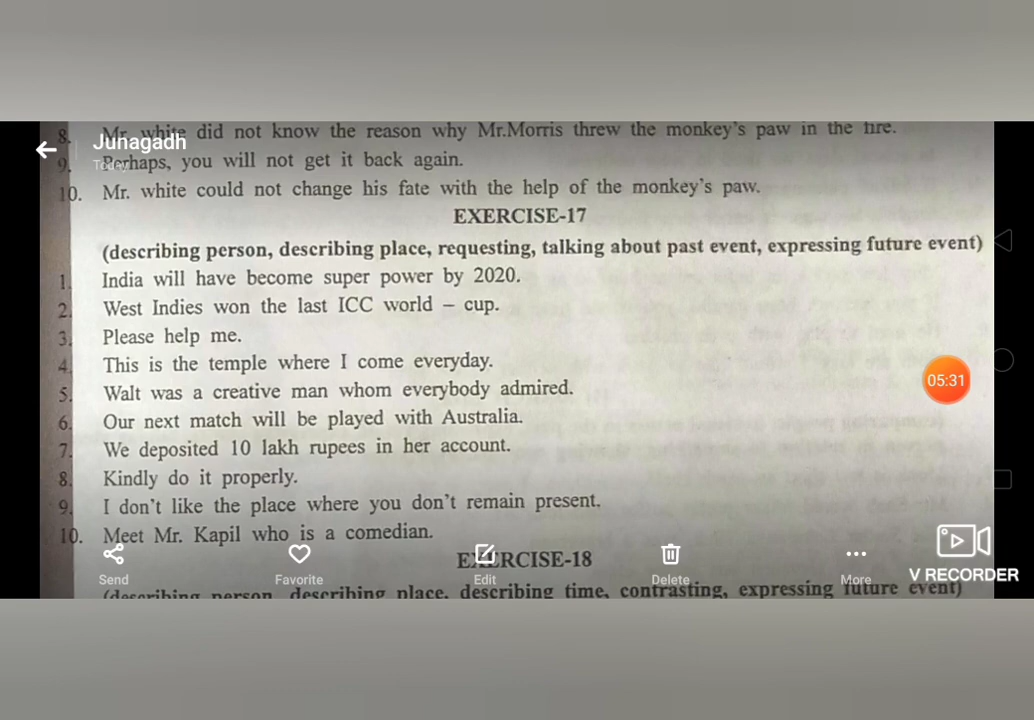 Junagadh
Today
8. Mr. white did not know the reason why Mr.Morris threw the monkey's paw in the fire.
9. Perhaps, you will not get it back again.
10. Mr. white could not change his fate with the help of the monkey's paw.
EXERCISE-17
(describing person, describing place, requesting, talking about past event, expressing future event)
1. India will have become super power by 2020.
2. West Indies won the last ICC world – cup.
3. Please help me.
4. This is the temple where I come everyday.
5. Walt was a creative man whom everybody admired.
6. Our next match will be played with Australia.
7. We deposited 10 lakh rupees in her account.
8. Kindly do it properly.
9. I don't like the place where you don't remain present.
10. Meet Mr. Kapil who is a comedian.
EXERCISE-18
(describing person, describing place, describing time, contrasting, expressing future event)
05:31
V RECORDER
Send Favorite Edit Delete More